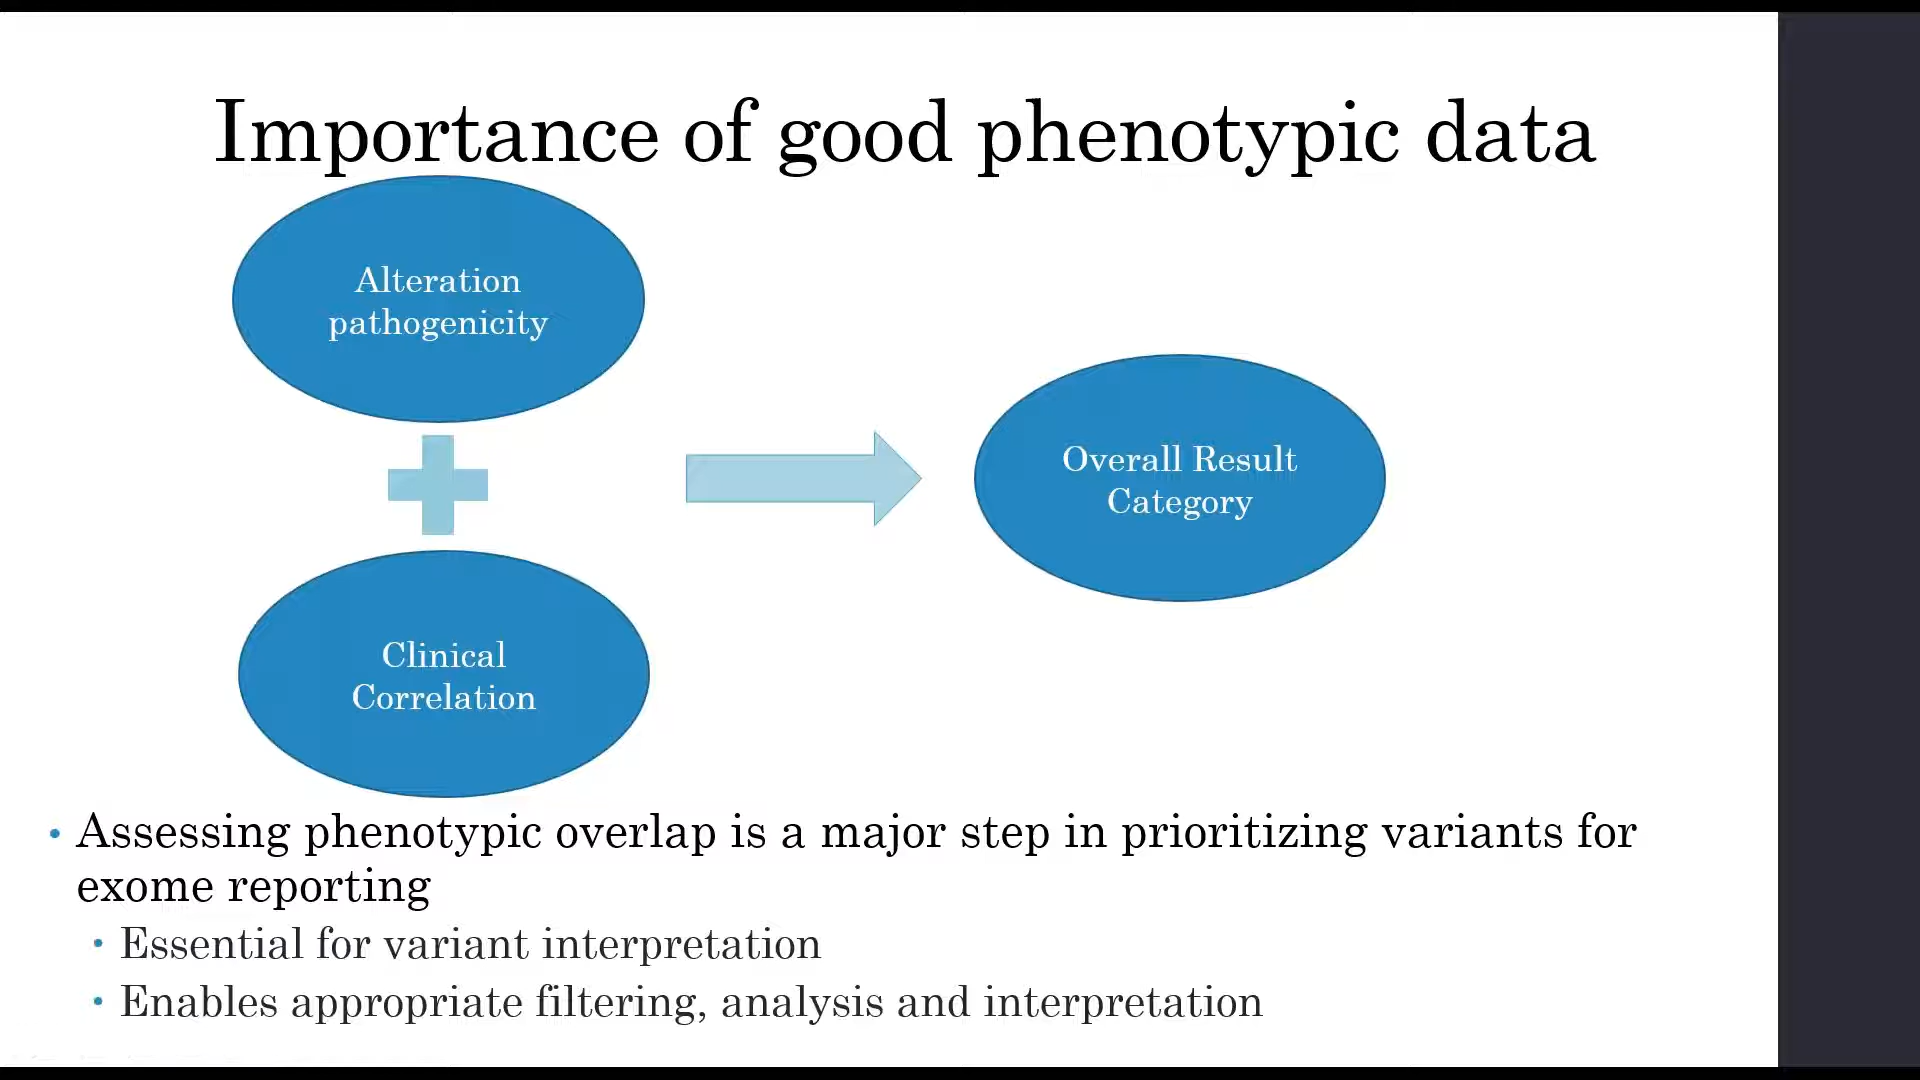 Importance of good phenotypic data
Alteration
pathogenicity
Overall Result
Category
Clinical
Correlation
• Assessing phenotypic overlap is a major step in prioritizing variants for
exome reporting
• Essential for variant interpretation
• Enables appropriate filtering, analysis and interpretation